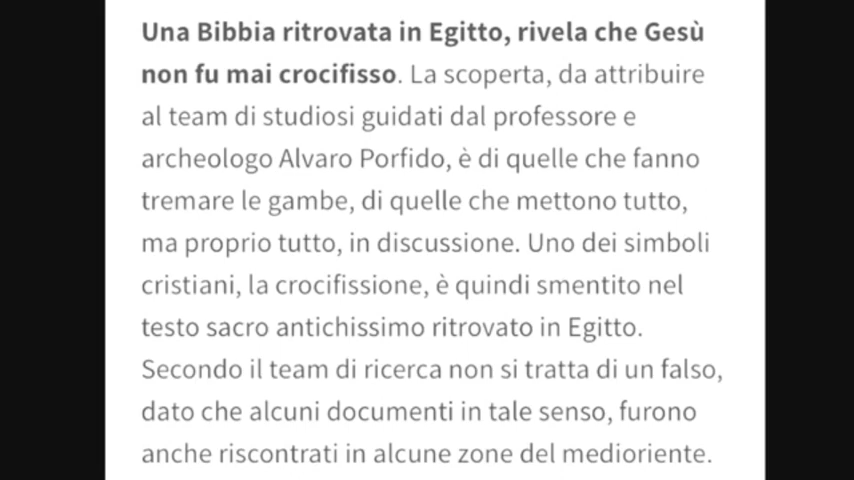 Una Bibbia ritrovata in Egitto, rivela che Gesù
non fu mai crocifisso. La scoperta, da attribuire
al team di studiosi guidati dal professore e
archeologo Alvaro Porfido, è di quelle che fanno
tremare le gambe, di quelle che mettono tutto,
ma proprio tutto, in discussione. Uno dei simboli
cristiani, la crocifissione, è quindi smentito nel
testo sacro antichissimo ritrovato in Egitto.
Secondo il team di ricerca non si tratta di un falso,
dato che alcuni documenti in tale senso, furono
anche riscontrati in alcune zone del medioriente.